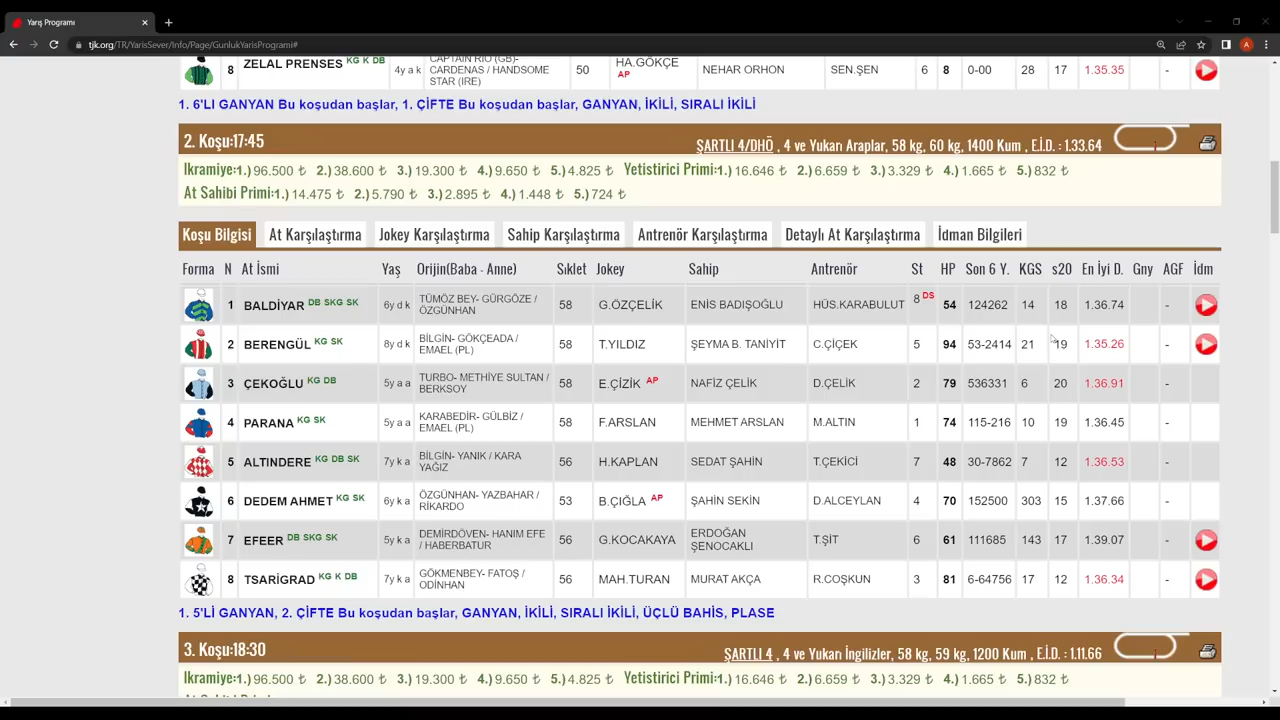 Yarış Programı
tjk.org/TR/YarisSever/Info/Page/GunlukYarisProgrami#
8 ZELAL PRENSES KG K DB 4y a k CAPTAIN RIO (GB)- CARDENAS / HANDSOME STAR (IRE) 50 HA.GÖKÇE AP NEHAR ORHON SEN.ŞEN 6 8 0-00 28 17 1.35.35 -
1. 6'LI GANYAN Bu koşudan başlar, 1. ÇİFTE Bu koşudan başlar, GANYAN, İKİLİ, SIRALI İKİLİ
2. Koşu:17:45 ŞARTLI 4/DHÖ , 4 ve Yukarı Araplar, 58 kg, 60 kg, 1400 Kum , E.İ.D. : 1.33.64
Ikramiye:1.) 96.500 ₺ 2.) 38.600 ₺ 3.) 19.300 ₺ 4.) 9.650 ₺ 5.) 4.825 ₺ Yetistirici Primi:1.) 16.646 ₺ 2.) 6.659 ₺ 3.) 3.329 ₺ 4.) 1.665 ₺ 5.) 832 ₺
At Sahibi Primi:1.) 14.475 ₺ 2.) 5.790 ₺ 3.) 2.895 ₺ 4.) 1.448 ₺ 5.) 724 ₺
Koşu Bilgisi At Karşılaştırma Jokey Karşılaştırma Sahip Karşılaştırma Antrenör Karşılaştırma Detaylı At Karşılaştırma İdman Bilgileri
Forma N At İsmi Yaş Orijin(Baba - Anne) Sıklet Jokey Sahip Antrenör St HP Son 6 Y. KGS s20 En İyi D. Gny AGF İdm
1 BALDİYAR DB SKG SK 6y d k TÜMÖZ BEY- GÜRGÖZE / ÖZGÜNHAN 58 G.ÖZÇELİK ENİS BADIŞOĞLU HÜS.KARABULUT 8 DS 54 124262 14 18 1.36.74 -
2 BERENGÜL KG SK 8y d k BİLGİN- GÖKÇEADA / EMAEL (PL) 58 T.YILDIZ ŞEYMA B. TANİYİT C.ÇİÇEK 5 94 53-2414 21 19 1.35.26 -
3 ÇEKOĞLU KG DB 5y a a TURBO- METHİYE SULTAN / BERKSOY 58 E.ÇİZİK AP NAFİZ ÇELİK D.ÇELİK 2 79 536331 6 20 1.36.91 -
4 PARANA KG SK 5y a a KARABEDİR- GÜLBİZ / EMAEL (PL) 58 F.ARSLAN MEHMET ARSLAN M.ALTIN 1 74 115-216 10 19 1.36.45 -
5 ALTINDERE KG DB SK 7y k a BİLGİN- YANIK / KARA YAĞIZ 56 H.KAPLAN SEDAT ŞAHİN T.ÇEKİCİ 7 48 30-7862 7 12 1.36.53 -
6 DEDEM AHMET KG SK 6y k a ÖZGÜNHAN- YAZBAHAR / RİKARDO 53 B.ÇIĞLA AP ŞAHİN SEKİN D.ALCEYLAN 4 70 152500 303 15 1.37.66 -
7 EFEER DB SKG SK 5y k a DEMİRDÖVEN- HANIM EFE / HABERBATUR 56 G.KOCAKAYA ERDOĞAN ŞENOCAKLI T.ŞİT 6 61 111685 143 17 1.39.07 -
8 TSARİGRAD KG K DB 7y k a GÖKMENBEY- FATOŞ / ODİNHAN 56 MAH.TURAN MURAT AKÇA R.COŞKUN 3 81 6-64756 17 12 1.36.34 -
1. 5'Lİ GANYAN, 2. ÇİFTE Bu koşudan başlar, GANYAN, İKİLİ, SIRALI İKİLİ, ÜÇLÜ BAHİS, PLASE
3. Koşu:18:30 ŞARTLI 4 , 4 ve Yukarı İngilizler, 58 kg, 59 kg, 1200 Kum , E.İ.D. : 1.11.66
Ikramiye:1.) 96.500 ₺ 2.) 38.600 ₺ 3.) 19.300 ₺ 4.) 9.650 ₺ 5.) 4.825 ₺ Yetistirici Primi:1.) 16.646 ₺ 2.) 6.659 ₺ 3.) 3.329 ₺ 4.) 1.665 ₺ 5.) 832 ₺